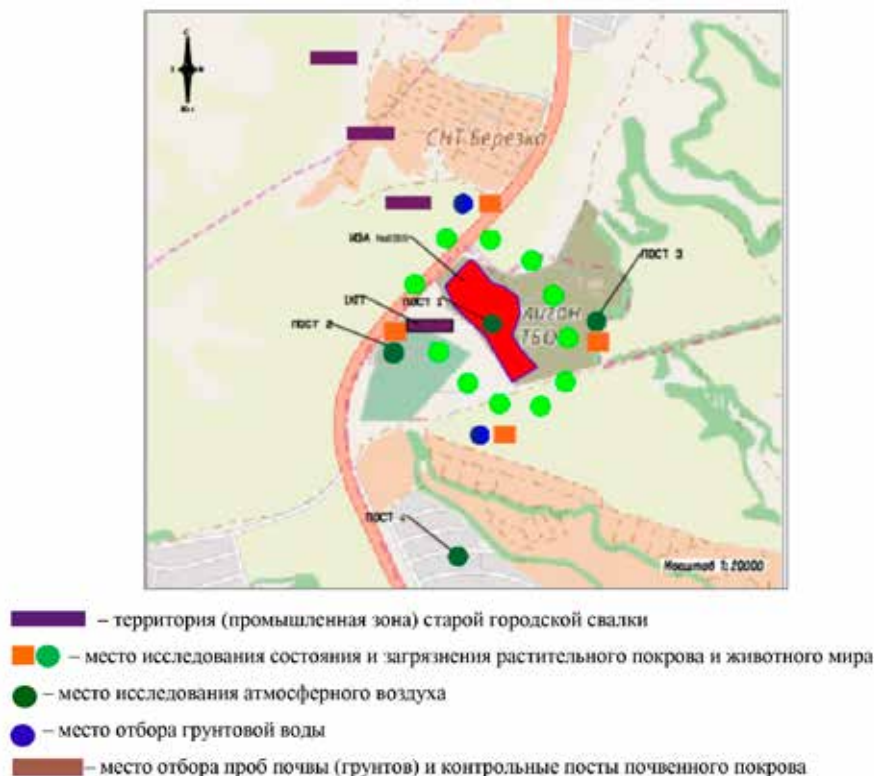 С
Ю
СНТ Березка
ИЗА
ПОСТ 3
ПОСТ 1
ПОСТ 2
ЛИГОН
ТБО
ПОСТ 4
Масштаб 1:20000
– территория (промышленная зона) старой городской свалки
– место исследования состояния и загрязнения растительного покрова и животного мира
– место исследования атмосферного воздуха
– место отбора грунтовой воды
– место отбора проб почвы (грунтов) и контрольные посты почвенного покрова